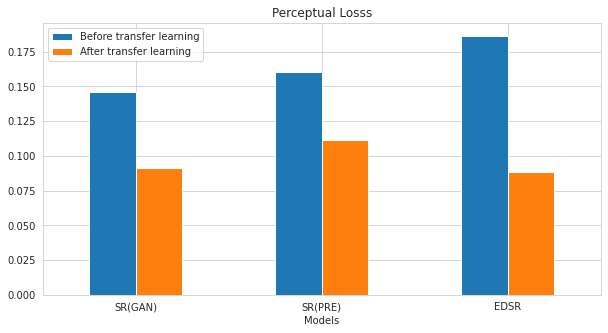 Perceptual Losss
Before transfer learning
After transfer learning
0.175
0.150
0.125
0.100
0.075
0.050
0.025
0.000
SR(GAN)
SR(PRE)
EDSR
Models